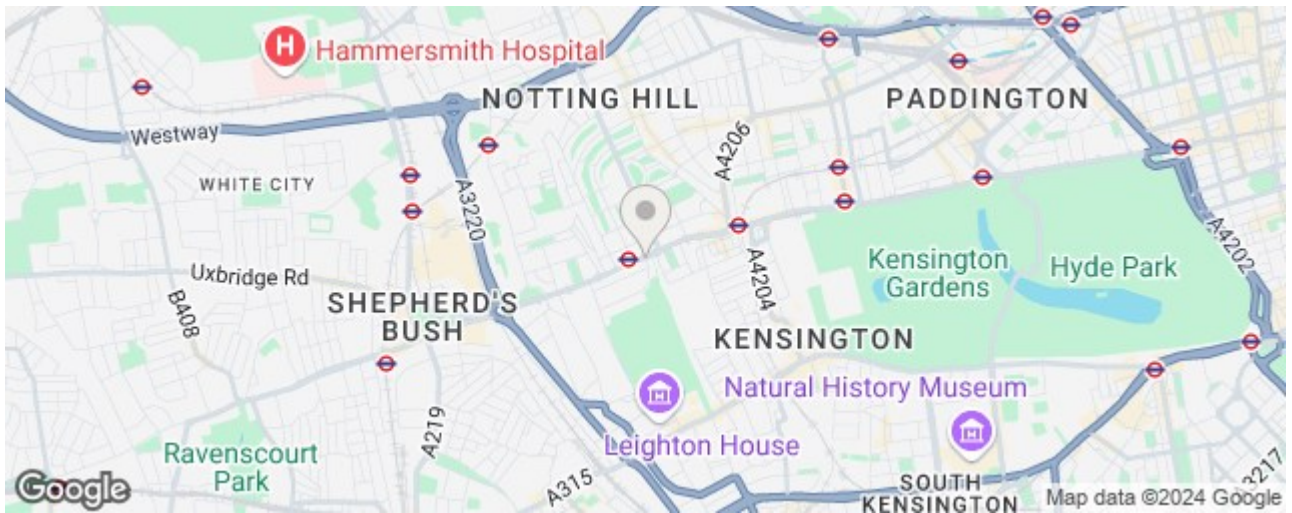 H
Hammersmith Hospital
NOTTING HILL
PADDINGTON
Westway
A4206
WHITE CITY
A3220
A4202
Uxbridge Rd
Kensington
Gardens
Hyde Park
A4204
B408
SHEPHERD'S
BUSH
KENSINGTON
Natural History Museum
A219
Leighton House
Ravenscourt
Park
A315
SOUTH
KENSINGTON
A3217
Google
Map data ©2024 Google